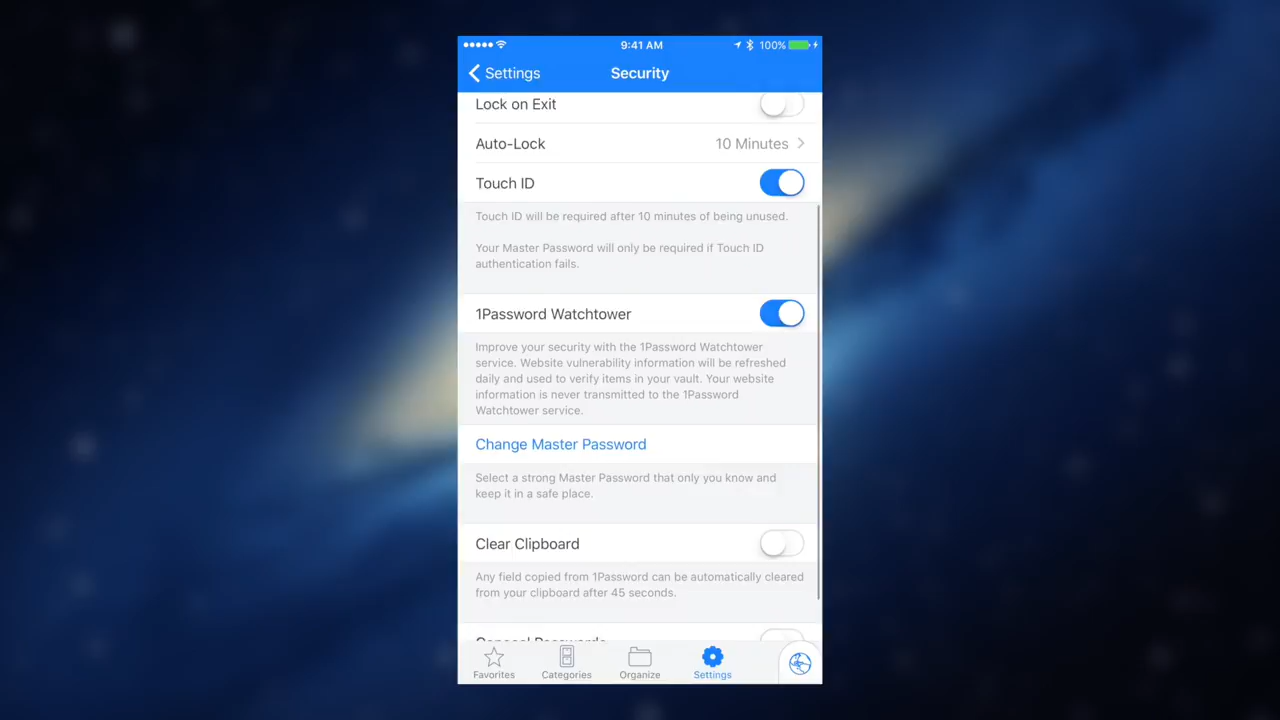 9:41 AM
100%
Settings
Security
Lock on Exit
Auto-Lock
10 Minutes
Touch ID
Touch ID will be required after 10 minutes of being unused.
Your Master Password will only be required if Touch ID
authentication fails.
1Password Watchtower
Improve your security with the 1Password Watchtower
service. Website vulnerability information will be refreshed
daily and used to verify items in your vault. Your website
information is never transmitted to the 1Password
Watchtower service.
Change Master Password
Select a strong Master Password that only you know and
keep it in a safe place.
Clear Clipboard
Any field copied from 1Password can be automatically cleared
from your clipboard after 45 seconds.
Conceal Passwords
Favorites
Categories
Organize
Settings